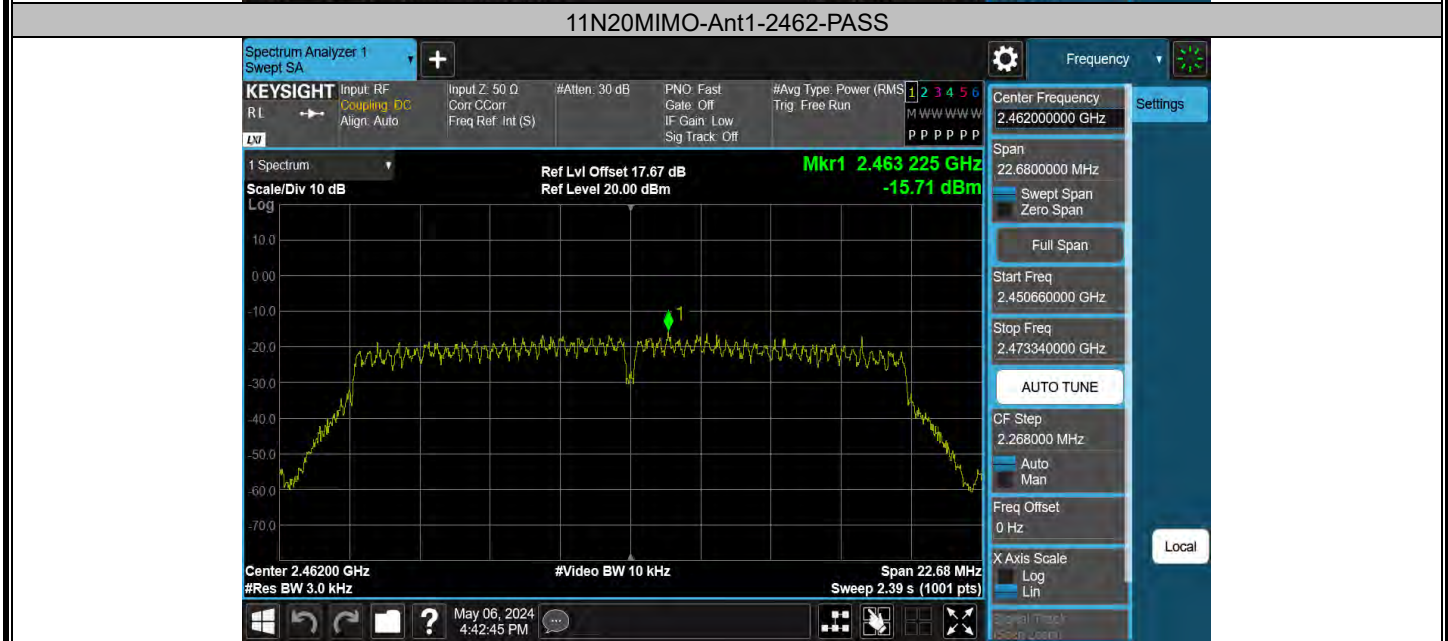 11N20MIMO-Ant1-2462-PASS
Spectrum Analyzer 1
Swept SA
Frequency
KEYSIGHT
RL
LXI
Input: RF
Coupling: DC
Align: Auto
Input Z: 50 Ω
Corr CCorr
Freq Ref: Int (S)
#Atten: 30 dB
PNO: Fast
Gate: Off
IF Gain: Low
Sig Track: Off
#Avg Type: Power (RMS
Trig: Free Run
1 2 3 4 5 6
M W W W W W
P P P P P P
Settings
Center Frequency
2.462000000 GHz
Span
22.6800000 MHz
Swept Span
Zero Span
Full Span
Start Freq
2.450660000 GHz
Stop Freq
2.473340000 GHz
AUTO TUNE
CF Step
2.268000 MHz
Auto
Man
Freq Offset
0 Hz
X Axis Scale
Log
Lin
Signal Track
(Span Zoom)
Local
1 Spectrum
Scale/Div 10 dB
Log
Ref Lvl Offset 17.67 dB
Ref Level 20.00 dBm
Mkr1 2.463 225 GHz
-15.71 dBm
10.0
0.00
-10.0
-20.0
-30.0
-40.0
-50.0
-60.0
-70.0
1
Center 2.46200 GHz
#Res BW 3.0 kHz
#Video BW 10 kHz
Span 22.68 MHz
Sweep 2.39 s (1001 pts)
?
May 06, 2024
4:42:45 PM